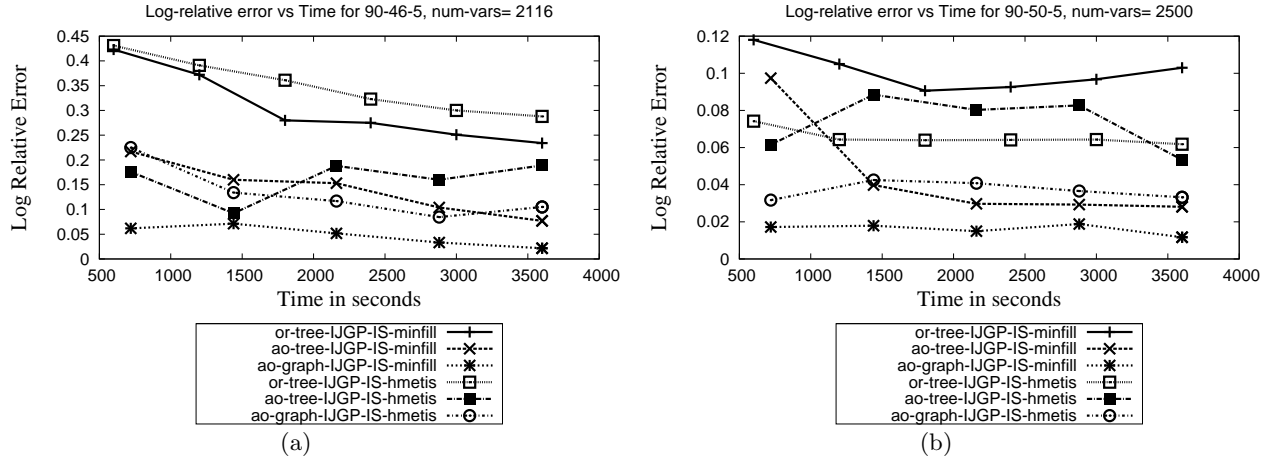 Log-relative error vs Time for 90-46-5, num-vars= 2116
Log Relative Error
0.45
0.4
0.35
0.3
0.25
0.2
0.15
0.1
0.05
0
500 1000 1500 2000 2500 3000 3500 4000
Time in seconds
or-tree-IJGP-IS-minfill
ao-tree-IJGP-IS-minfill
ao-graph-IJGP-IS-minfill
or-tree-IJGP-IS-hmetis
ao-tree-IJGP-IS-hmetis
ao-graph-IJGP-IS-hmetis
(a)
Log-relative error vs Time for 90-50-5, num-vars= 2500
Log Relative Error
0.12
0.1
0.08
0.06
0.04
0.02
0
500 1000 1500 2000 2500 3000 3500 4000
Time in seconds
or-tree-IJGP-IS-minfill
ao-tree-IJGP-IS-minfill
ao-graph-IJGP-IS-minfill
or-tree-IJGP-IS-hmetis
ao-tree-IJGP-IS-hmetis
ao-graph-IJGP-IS-hmetis
(b)